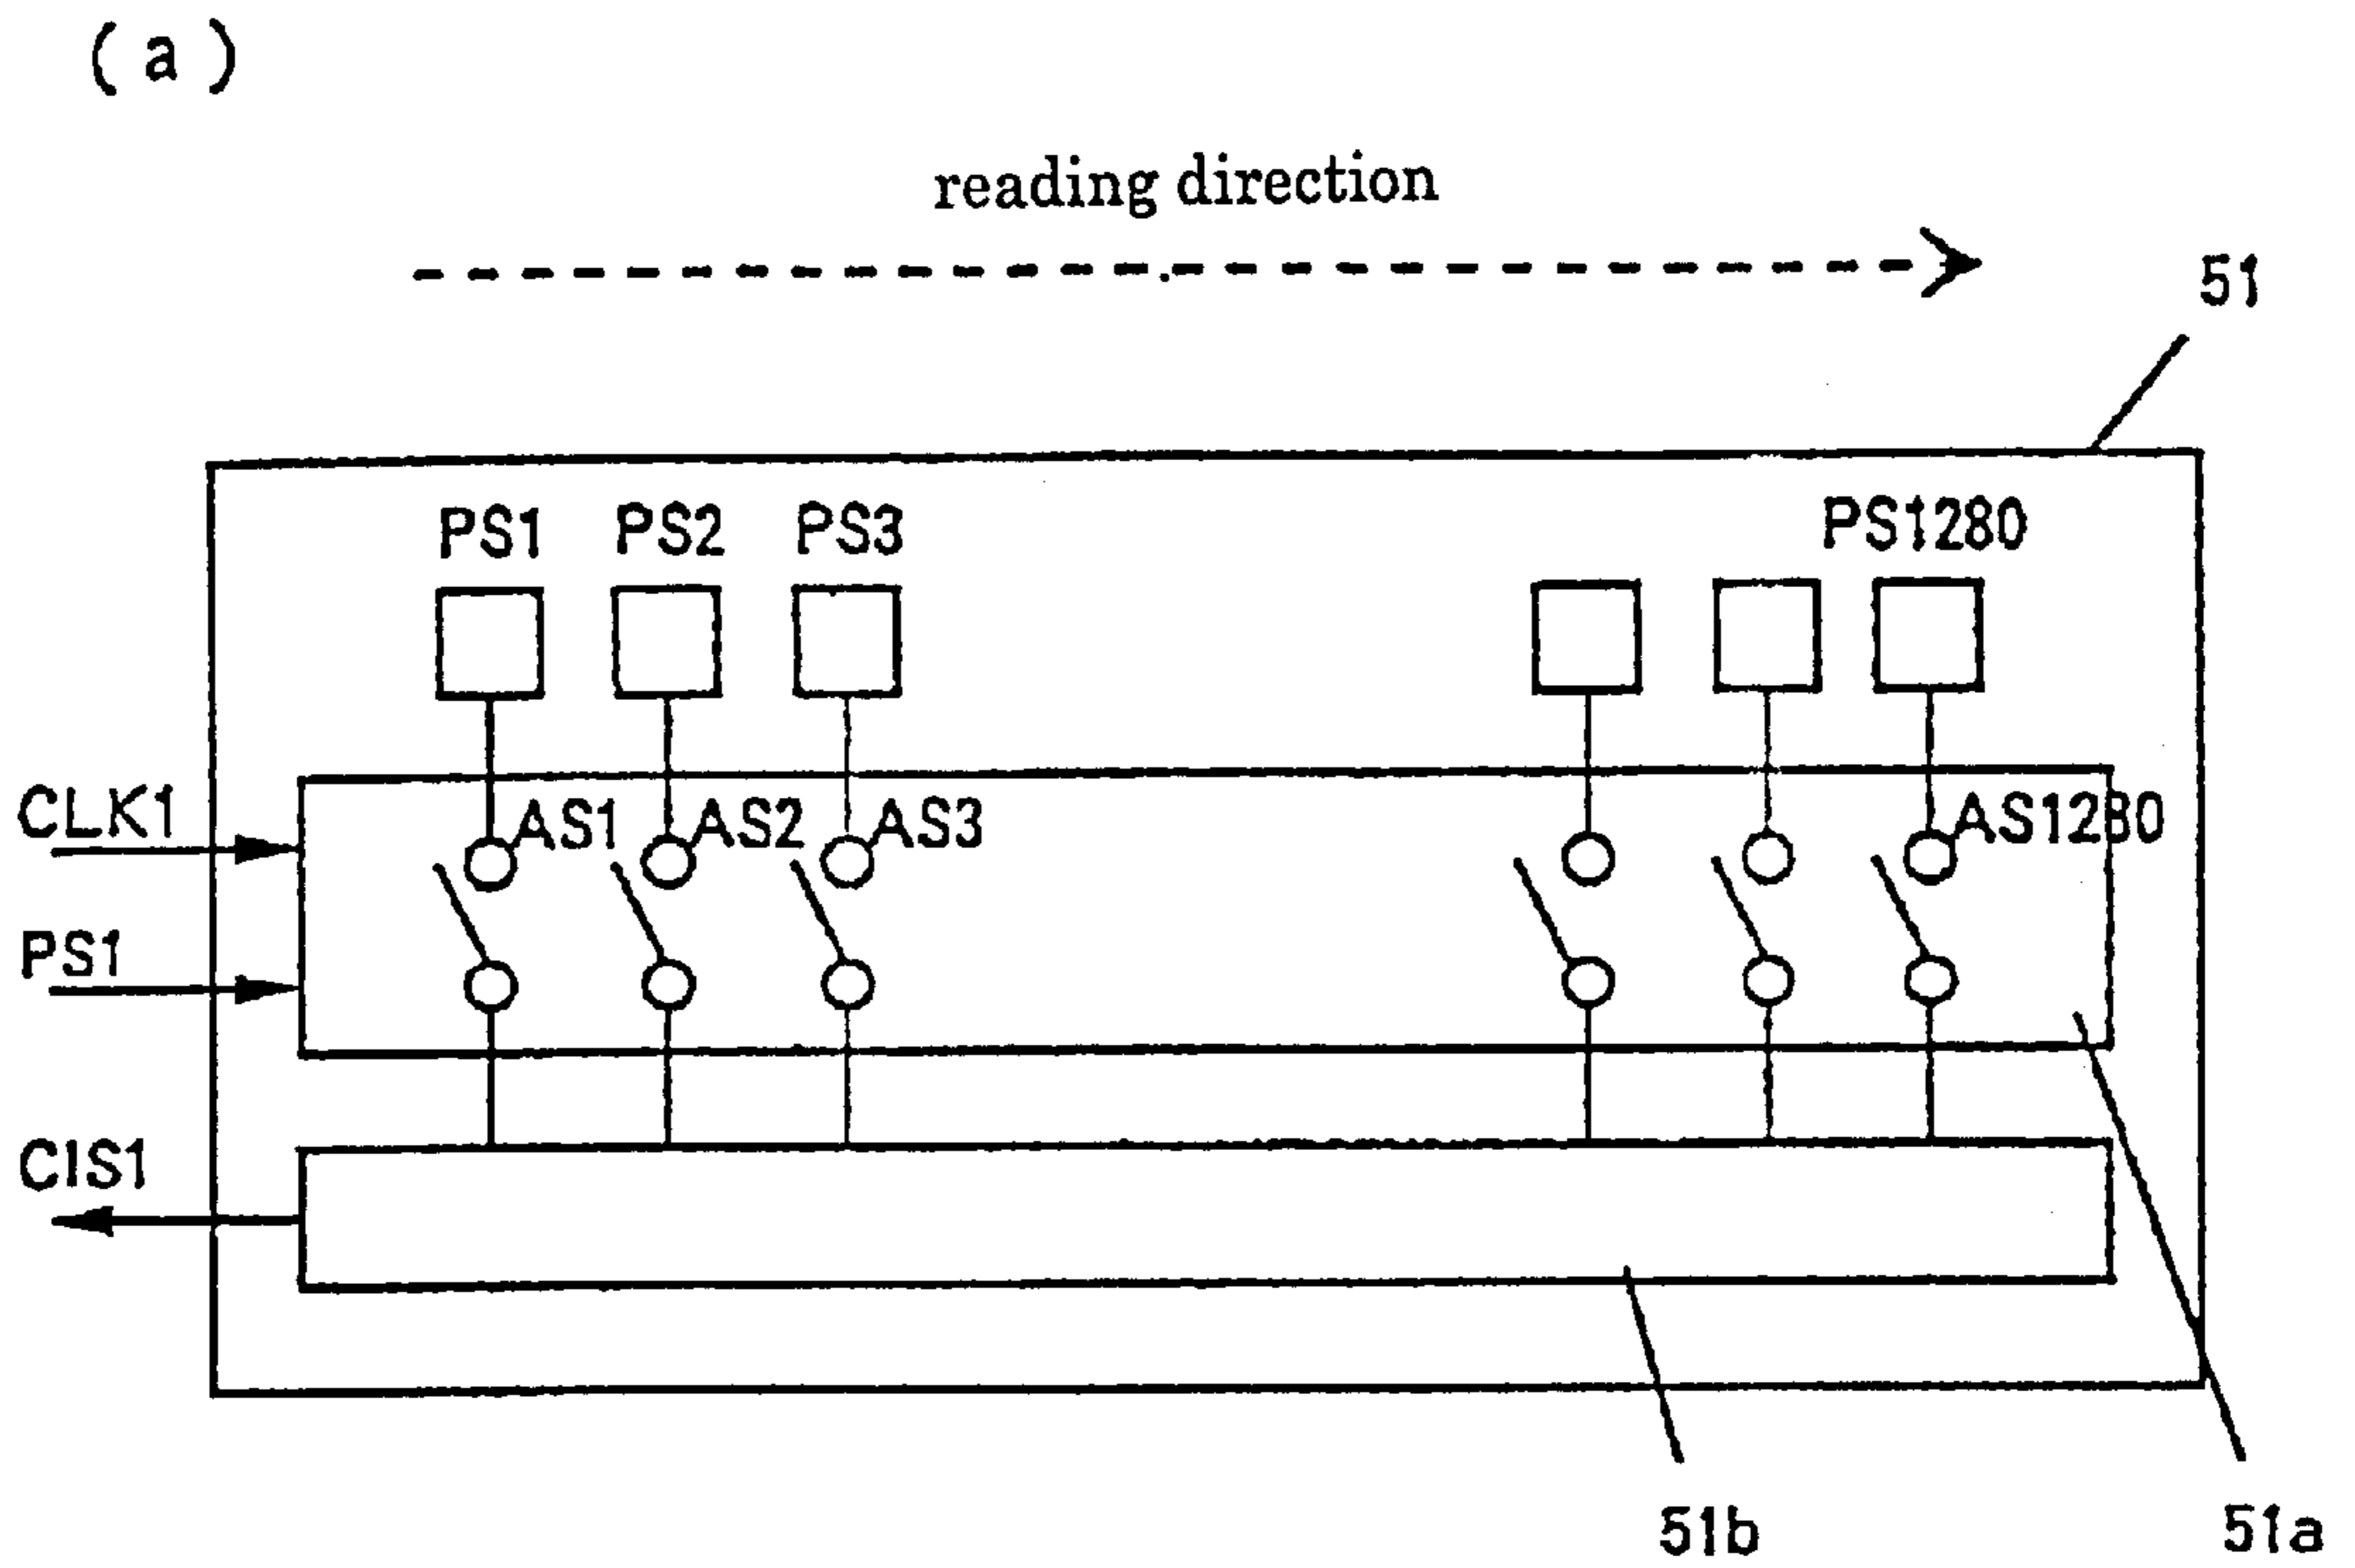 (a)
reading direction
51
PS1 PS2 PS3 PS1280
CLK1
AS1 AS2 AS3 AS1280
PS1
CIS1
51b 51a